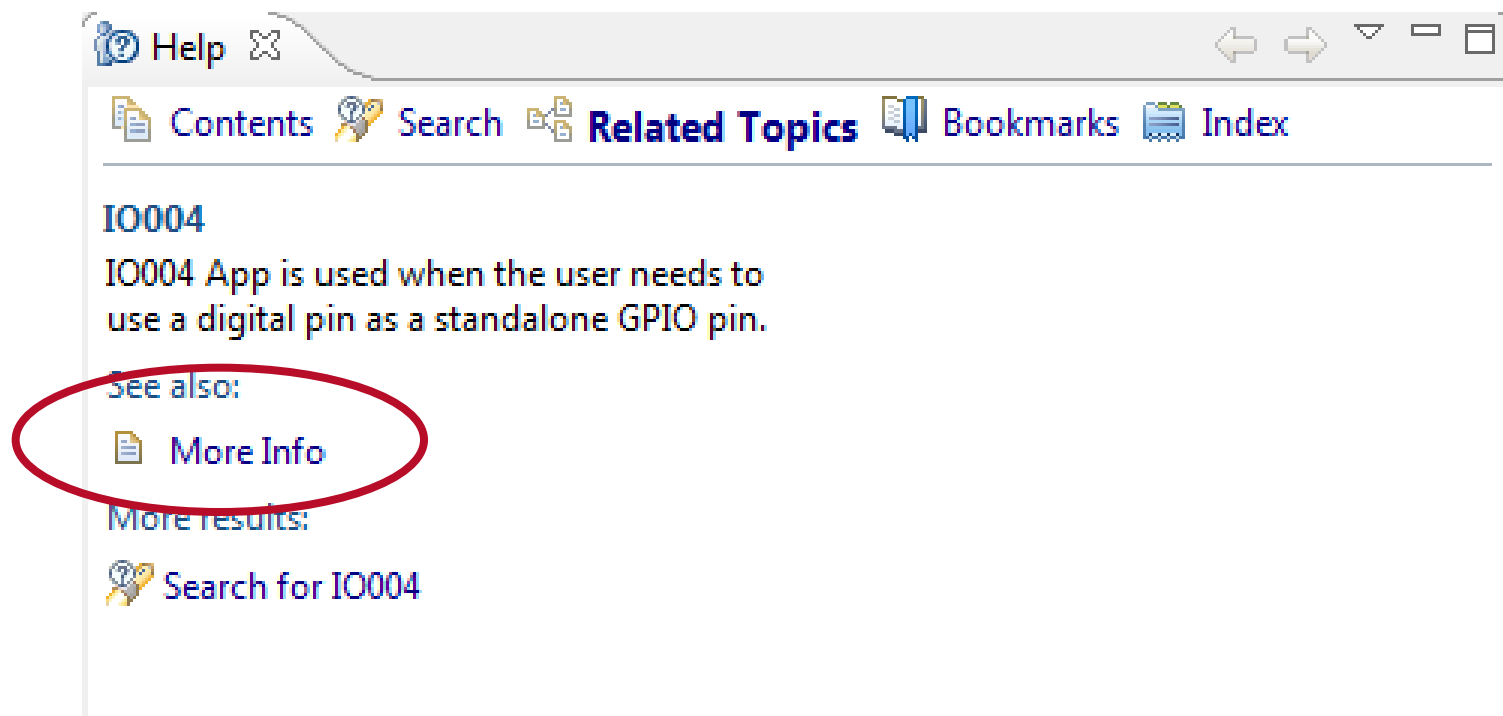 Help
Contents Search Related Topics Bookmarks Index
IO004
IO004 App is used when the user needs to
use a digital pin as a standalone GPIO pin.
See also:
More Info
More results:
Search for IO004